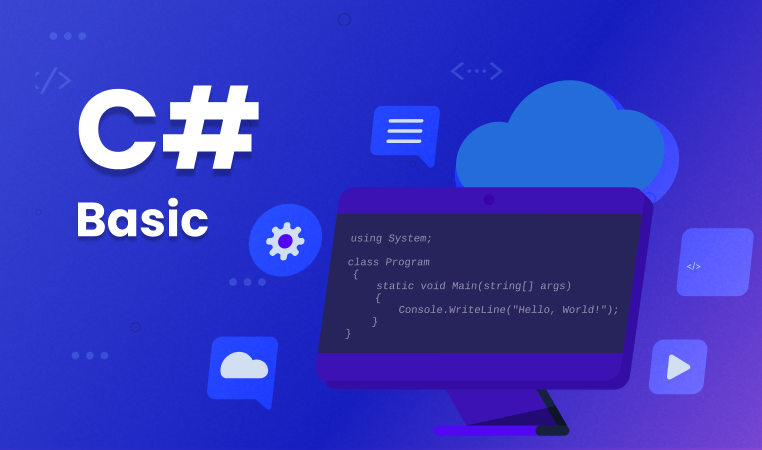 C#
Basic
using System;
class Program
{
static void Main(string[] args)
{
Console.WriteLine("Hello, World!");
}
}
</>
<···>
</>